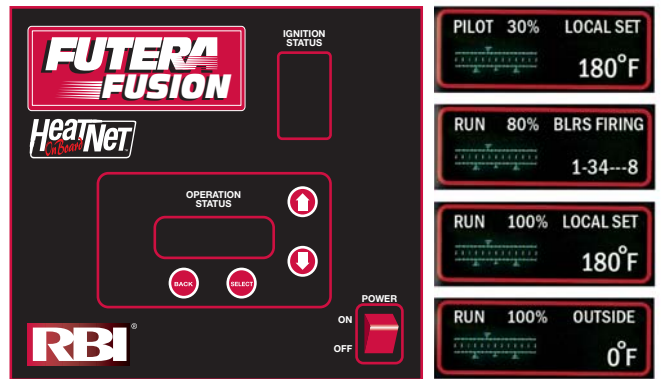 FUTERA
FUSION
HeatNet
OnBoard
IGNITION
STATUS
OPERATION
STATUS
BACK
SELECT
POWER
ON
OFF
RBI®
PILOT 30% LOCAL SET
180°F
RUN 80% BLRS FIRING
1-34---8
RUN 100% LOCAL SET
180°F
RUN 100% OUTSIDE
0°F